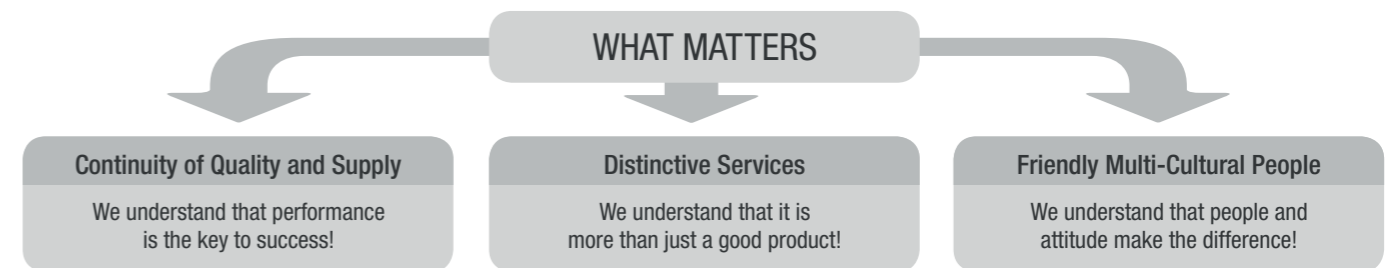 WHAT MATTERS
Continuity of Quality and Supply
We understand that performance
is the key to success!
Distinctive Services
We understand that it is
more than just a good product!
Friendly Multi-Cultural People
We understand that people and
attitude make the difference!